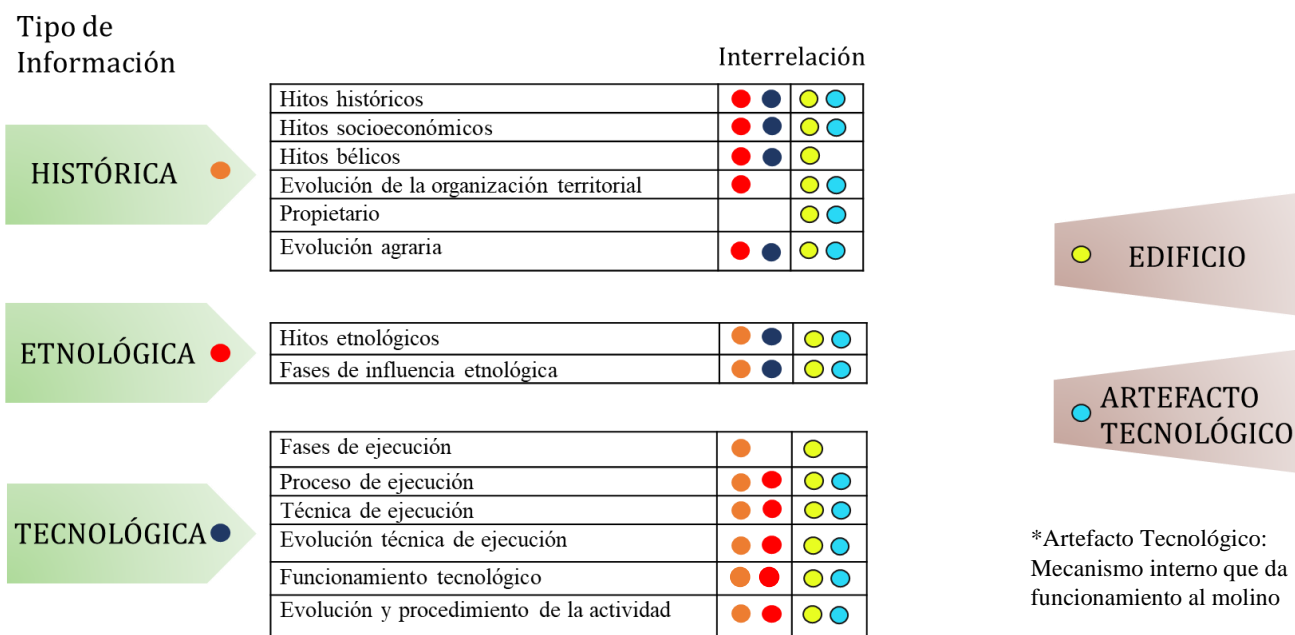 Tipo de
Información
Interrelación
HISTÓRICA
Hitos históricos
Hitos socioeconómicos
Hitos bélicos
Evolución de la organización territorial
Propietario
Evolución agraria
ETNOLÓGICA
Hitos etnológicos
Fases de influencia etnológica
TECNOLÓGICA
Fases de ejecución
Proceso de ejecución
Técnica de ejecución
Evolución técnica de ejecución
Funcionamiento tecnológico
Evolución y procedimiento de la actividad
EDIFICIO
ARTEFACTO
TECNOLÓGICO
*Artefacto Tecnológico:
Mecanismo interno que da
funcionamiento al molino